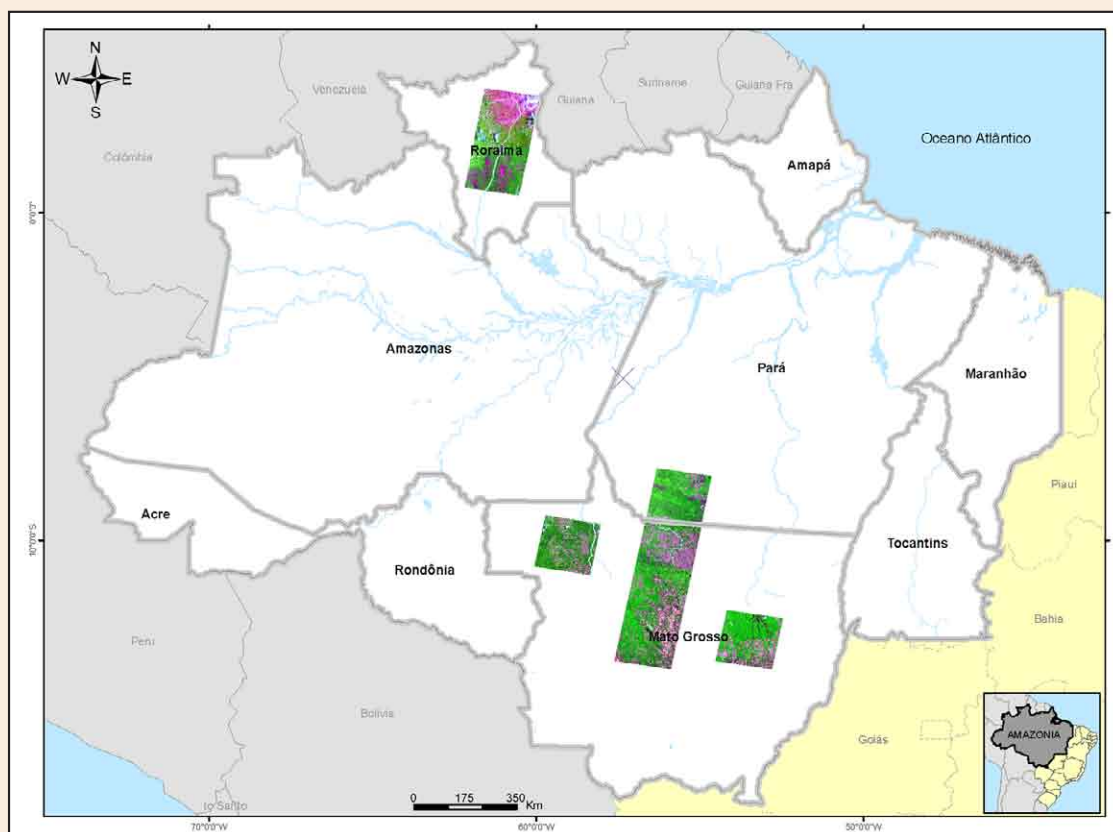 N
W E
S
Venezuela
Guiana
Suriname
Guiana Fra
Colômbia
Oceano Atlântico
Roraima
Amapá
Amazonas
Pará
Maranhão
Piauí
Acre
Rondônia
Tocantins
Mato Grosso
Bahia
Peru
Bolívia
Goiás
AMAZONIA
0 175 350
Km
70°0'0"W
60°0'0"W
50°0'0"W